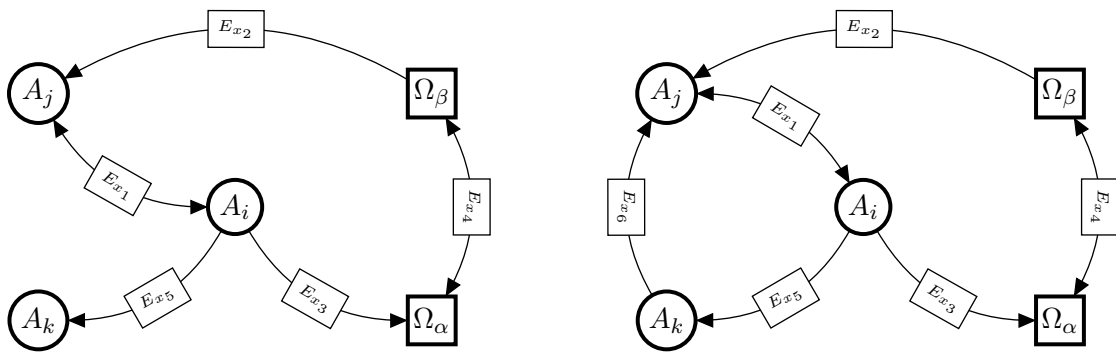 E_{x_2}
A_j
Ω_β
E_{x_1}
A_i
E_{x_4}
E_{x_5}
E_{x_3}
A_k
Ω_α
E_{x_2}
A_j
Ω_β
E_{x_1}
E_{x_6}
A_i
E_{x_4}
E_{x_5}
E_{x_3}
A_k
Ω_α